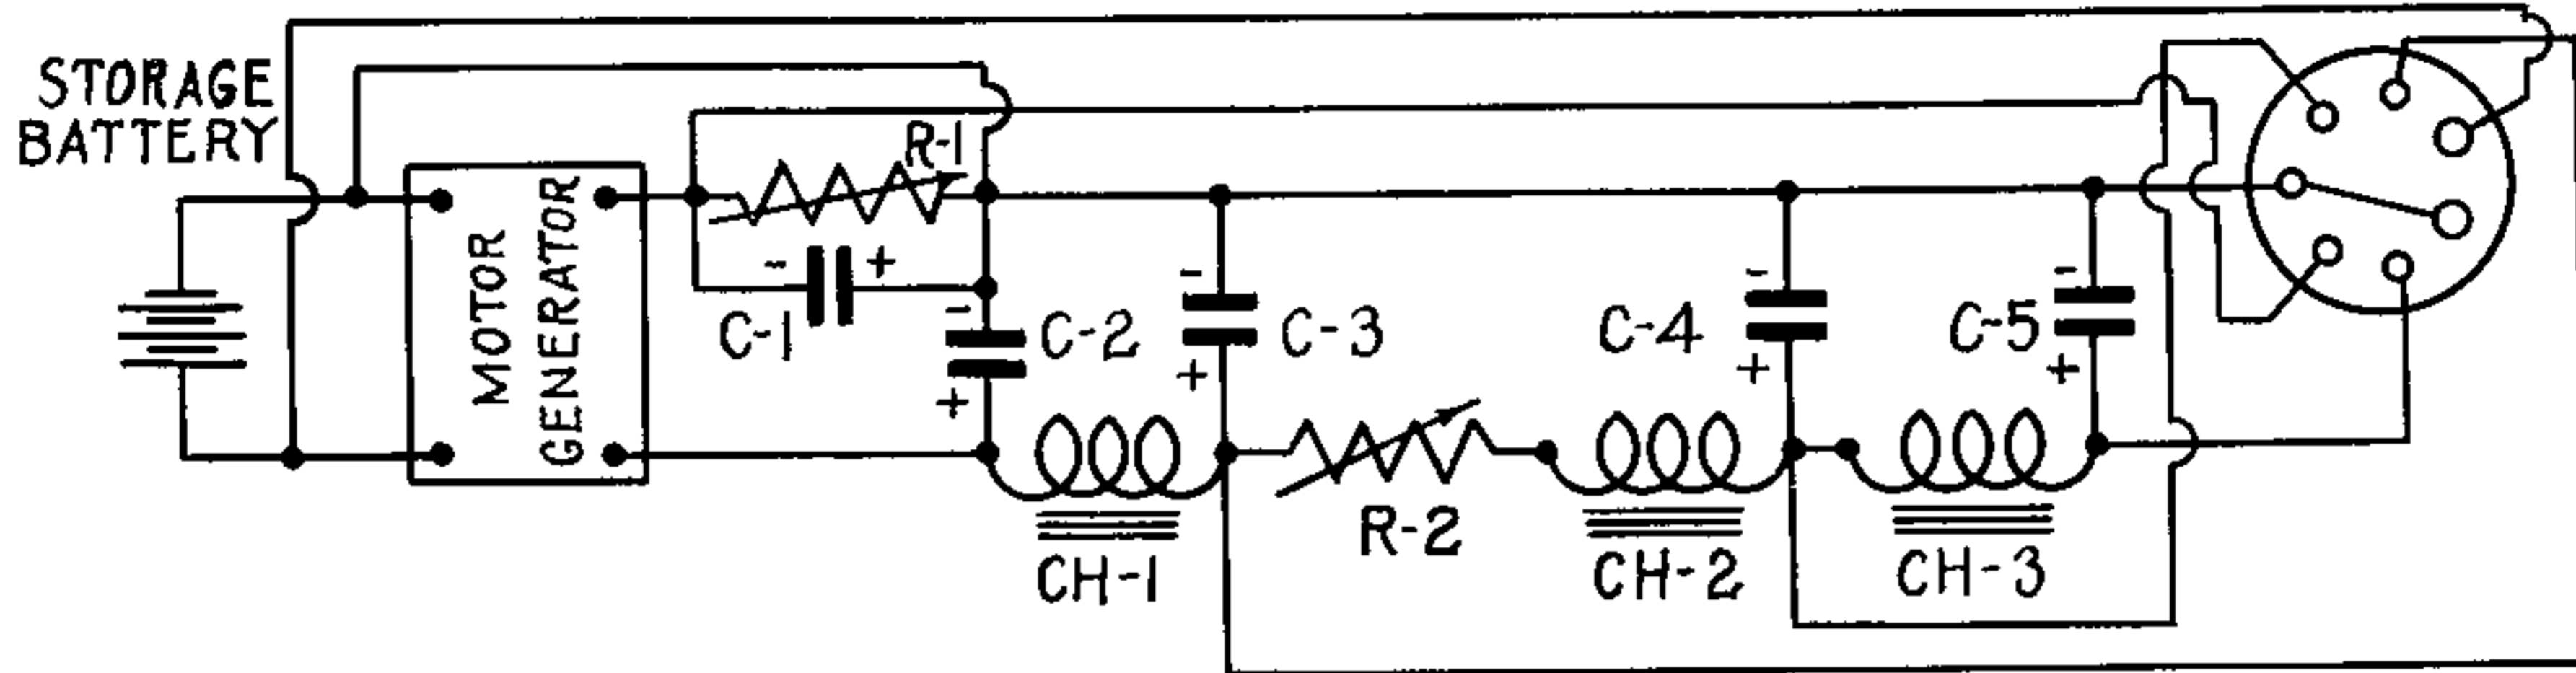 STORAGE
BATTERY
MOTOR
GENERATOR
R-1
- +
C-1
-
C-2
+
-
C-3
+
R-2
-
C-4
+
-
C-5
+
CH-1
CH-2
CH-3